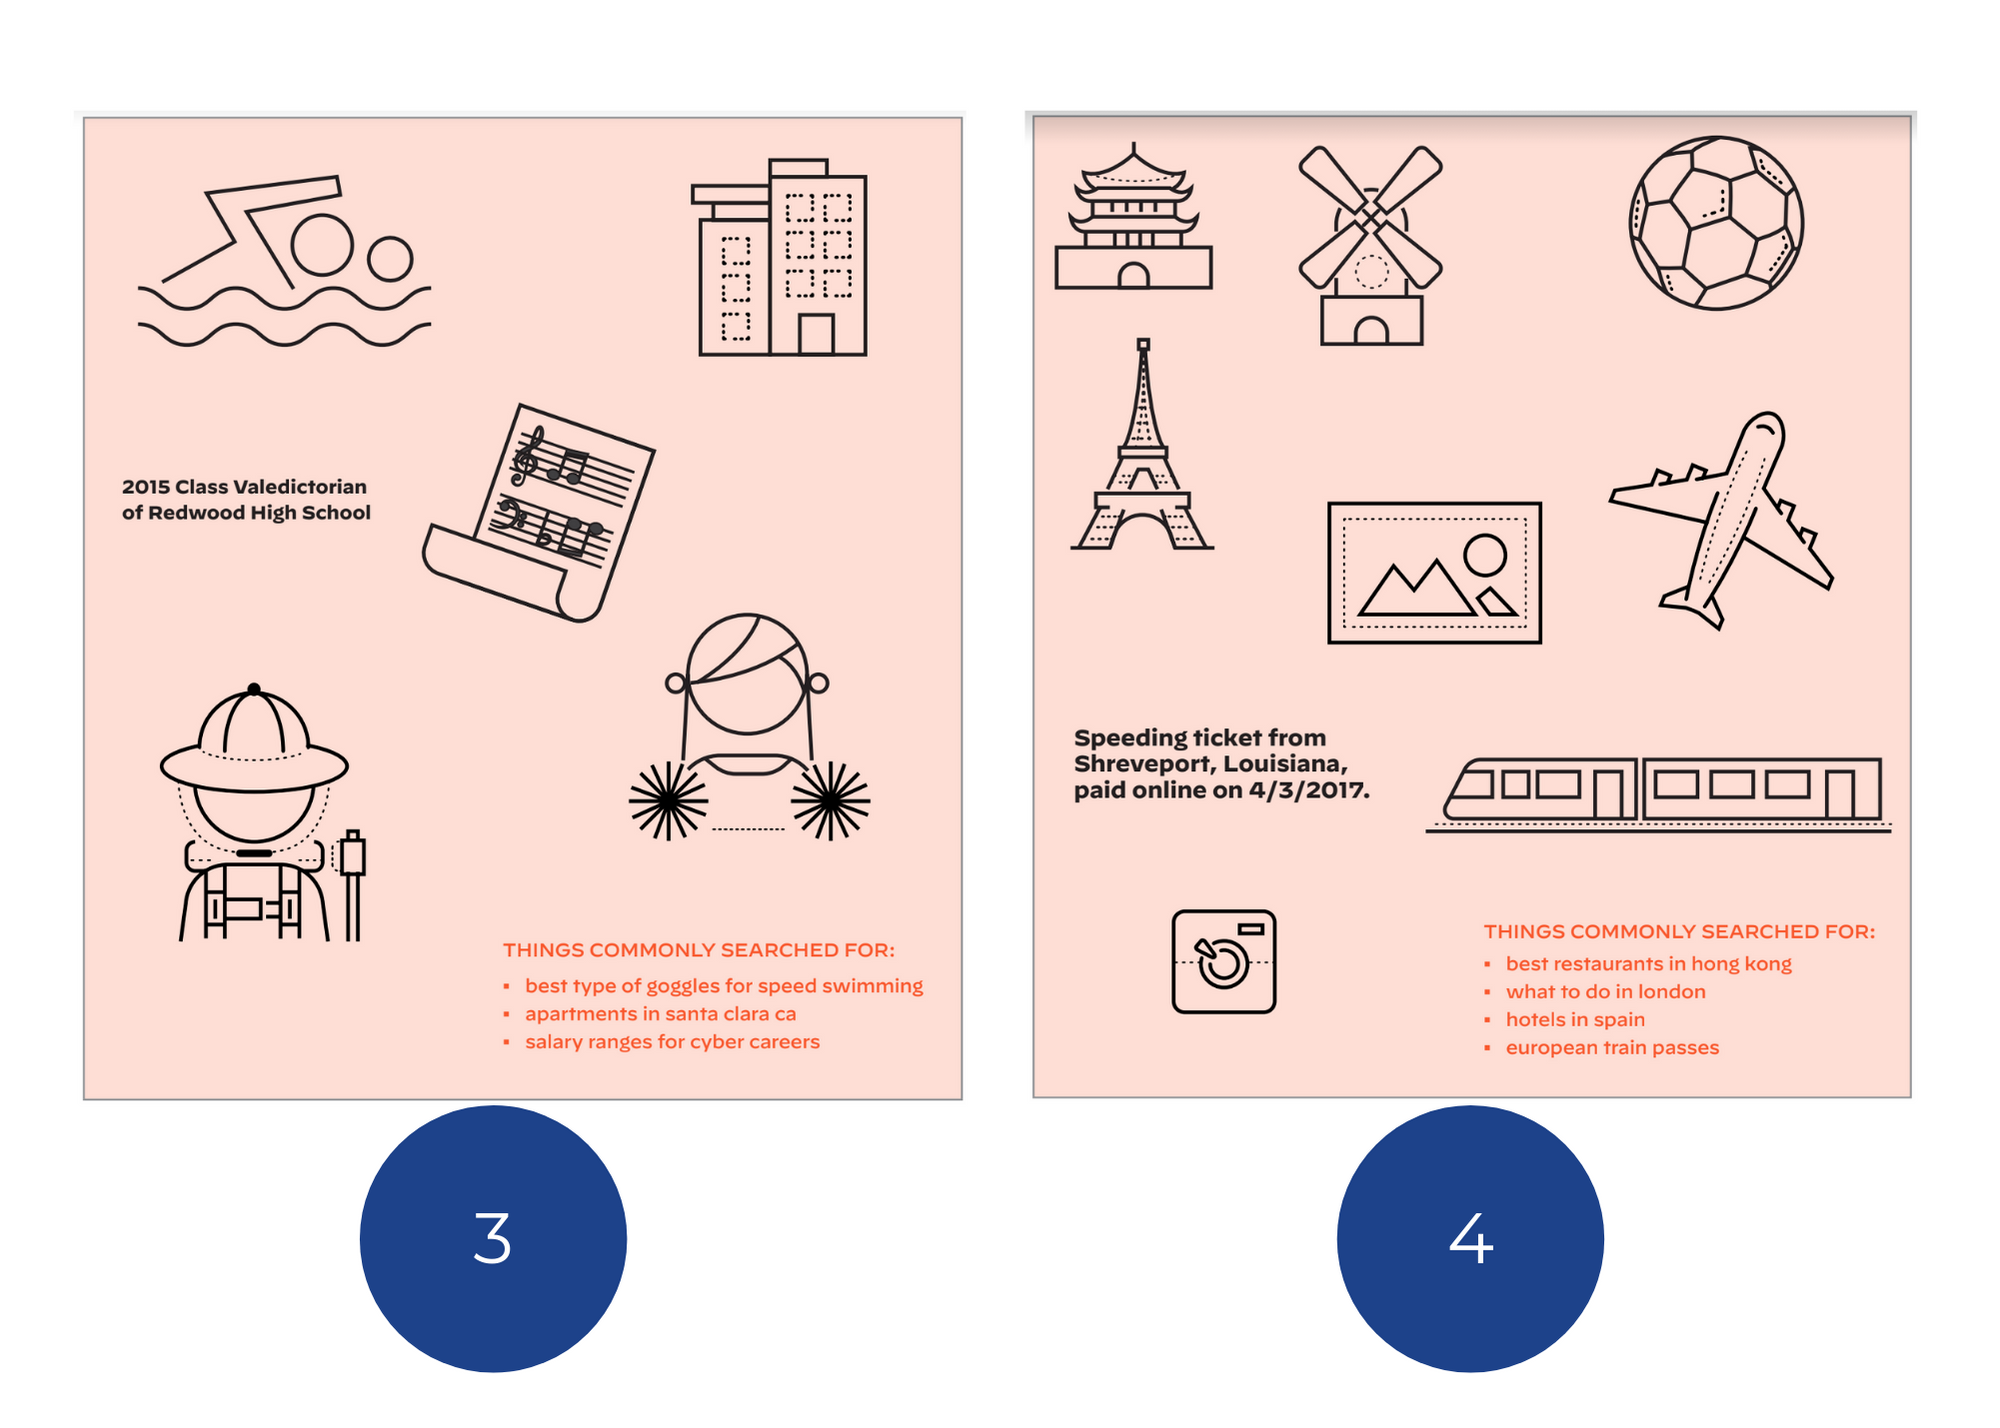 2015 Class Valedictorian
of Redwood High School
THINGS COMMONLY SEARCHED FOR:
▪ best type of goggles for speed swimming
▪ apartments in santa clara ca
▪ salary ranges for cyber careers
3
Speeding ticket from
Shreveport, Louisiana,
paid online on 4/3/2017.
THINGS COMMONLY SEARCHED FOR:
▪ best restaurants in hong kong
▪ what to do in london
▪ hotels in spain
▪ european train passes
4